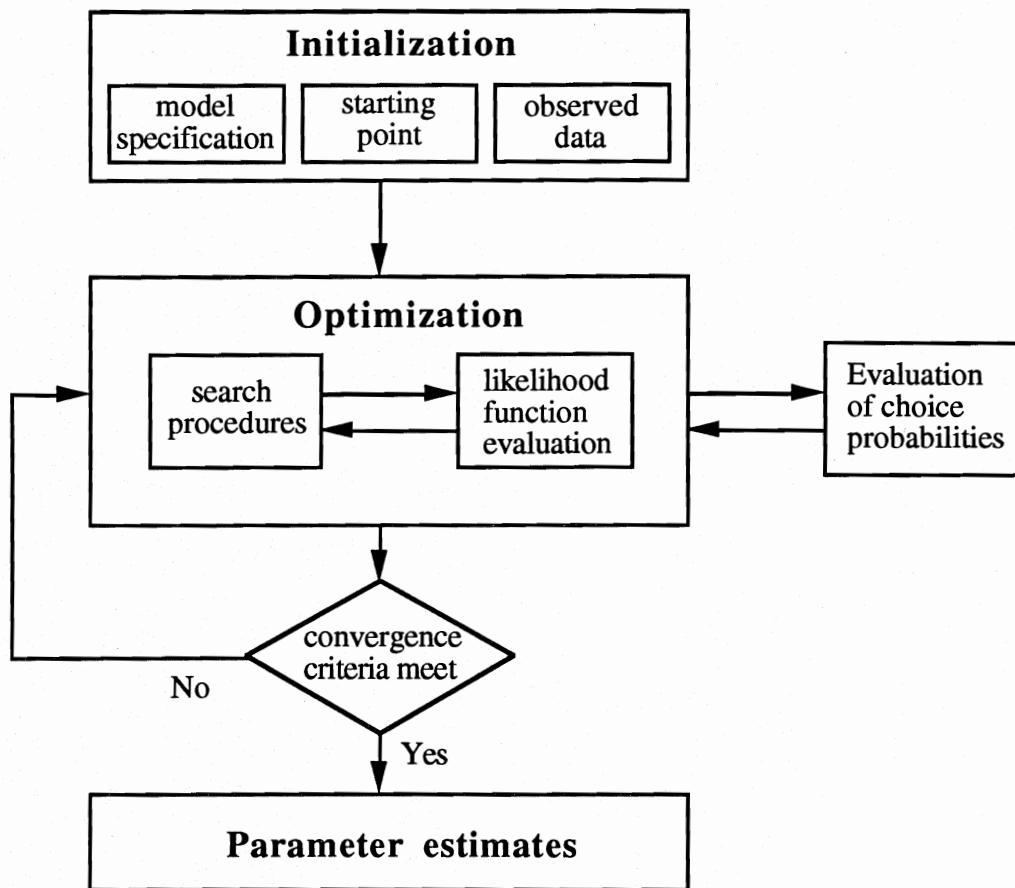 Initialization
model
specification
starting
point
observed
data
Optimization
search
procedures
likelihood
function
evaluation
Evaluation
of choice
probabilities
convergence
criteria meet
No
Yes
Parameter estimates